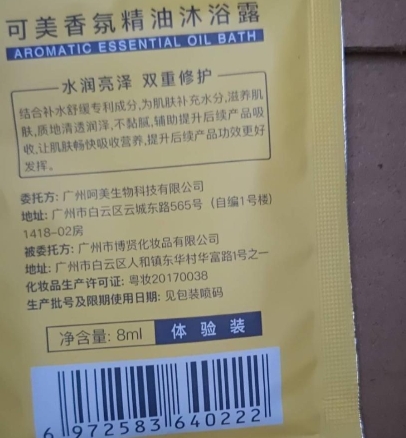 可美香氛精油沐浴露
AROMATIC ESSENTIAL OIL BATH
水润亮泽 双重修护
结合补水舒缓专利成分,为肌肤补充水分,滋养肌
肤,质地清透润泽,不黏腻,辅助提升后续产品吸
收,让肌肤畅快吸收营养,提升后续产品功效更好
发挥。
委托方: 广州呵美生物科技有限公司
地址: 广州市白云区云城东路565号 (自编1号楼)
1418-02房
被委托方: 广州市博贤化妆品有限公司
地址: 广州市白云区人和镇东华村华富路1号之一
化妆品生产许可证: 粤妆20170038
生产批号及限期使用日期: 见包装喷码
净含量: 8ml 体验装
6 972583 640222